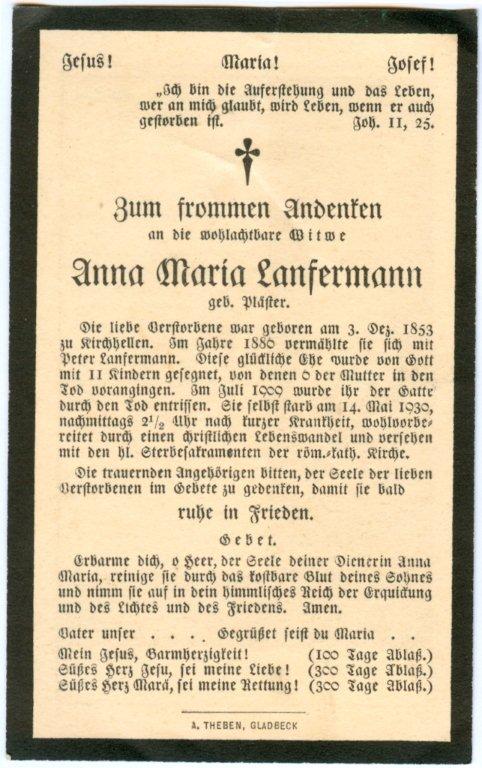 Jesus! Maria! Josef!
„Ich bin die Auferstehung und das Leben,
wer an mich glaubt, wird Leben, wenn er auch
gestorben ist. Joh. 11, 25.
Zum frommen Andenken
an die wohlachtbare Witwe
Anna Maria Lanfermann
geb. Pläster.
Die liebe Verstorbene war geboren am 3. Dez. 1853
zu Kirchhellen. Im Jahre 1880 vermählte sie sich mit
Peter Lanfermann. Diese glückliche Ehe wurde von Gott
mit 11 Kindern gesegnet, von denen 6 der Mutter in den
Tod vorangingen. Im Juli 1909 wurde ihr der Gatte
durch den Tod entrissen. Sie selbst starb am 14. Mai 1930,
nachmittags 2½ Uhr nach kurzer Krankheit, wohlvorbe-
reitet durch einen christlichen Lebenswandel und versehen
mit den hl. Sterbesakramenten der röm.-kath. Kirche.
Die trauernden Angehörigen bitten, der Seele der lieben
Verstorbenen im Gebete zu gedenken, damit sie bald
ruhe in Frieden.
Gebet.
Erbarme dich, o Heer, der Seele deiner Dienerin Anna
Maria, reinige sie durch das kostbare Blut deines Sohnes
und nimm sie auf in dein himmlisches Reich der Erquickung
und des Lichtes und des Friedens. Amen.
Vater unser . . . . Gegrüßet seist du Maria . .
Mein Jesus, Barmherzigkeit! (100 Tage Ablaß.)
Süßes Herz Jesu, sei meine Liebe! (300 Tage Ablaß.)
Süßes Herz Mará, sei meine Rettung! (300 Tage Ablaß.)
A. THEBEN, GLADBECK